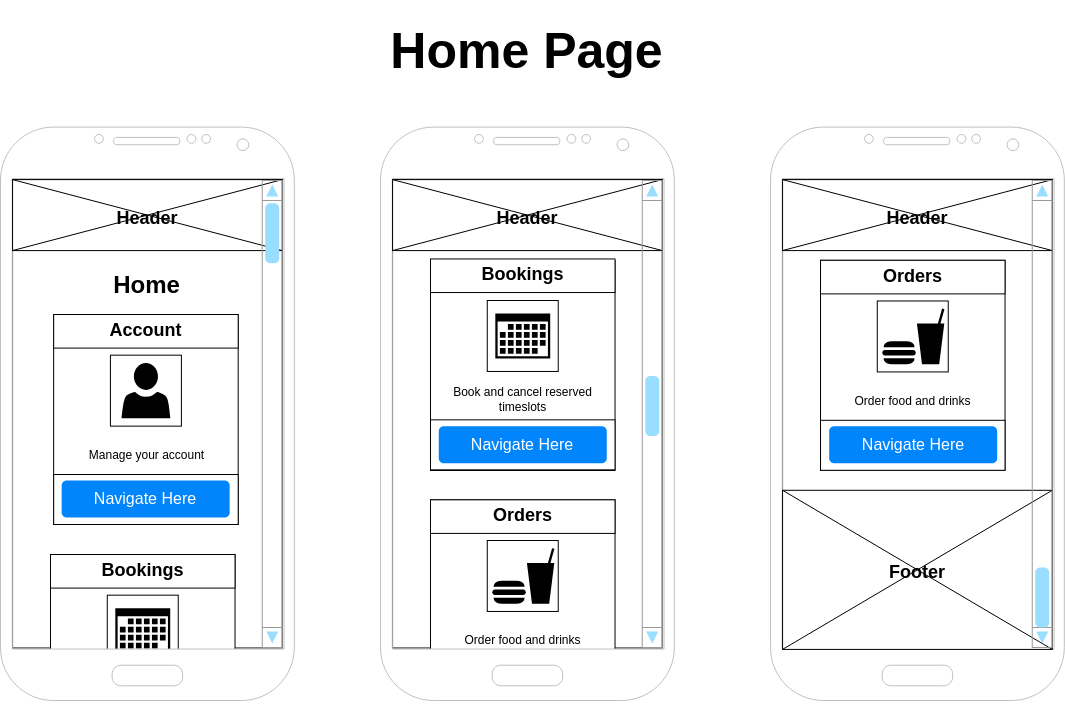 Home Page
Header
Home
Account
Manage your account
Navigate Here
Bookings
Header
Bookings
Book and cancel reserved
timeslots
Navigate Here
Orders
Order food and drinks
Header
Orders
Order food and drinks
Navigate Here
Footer